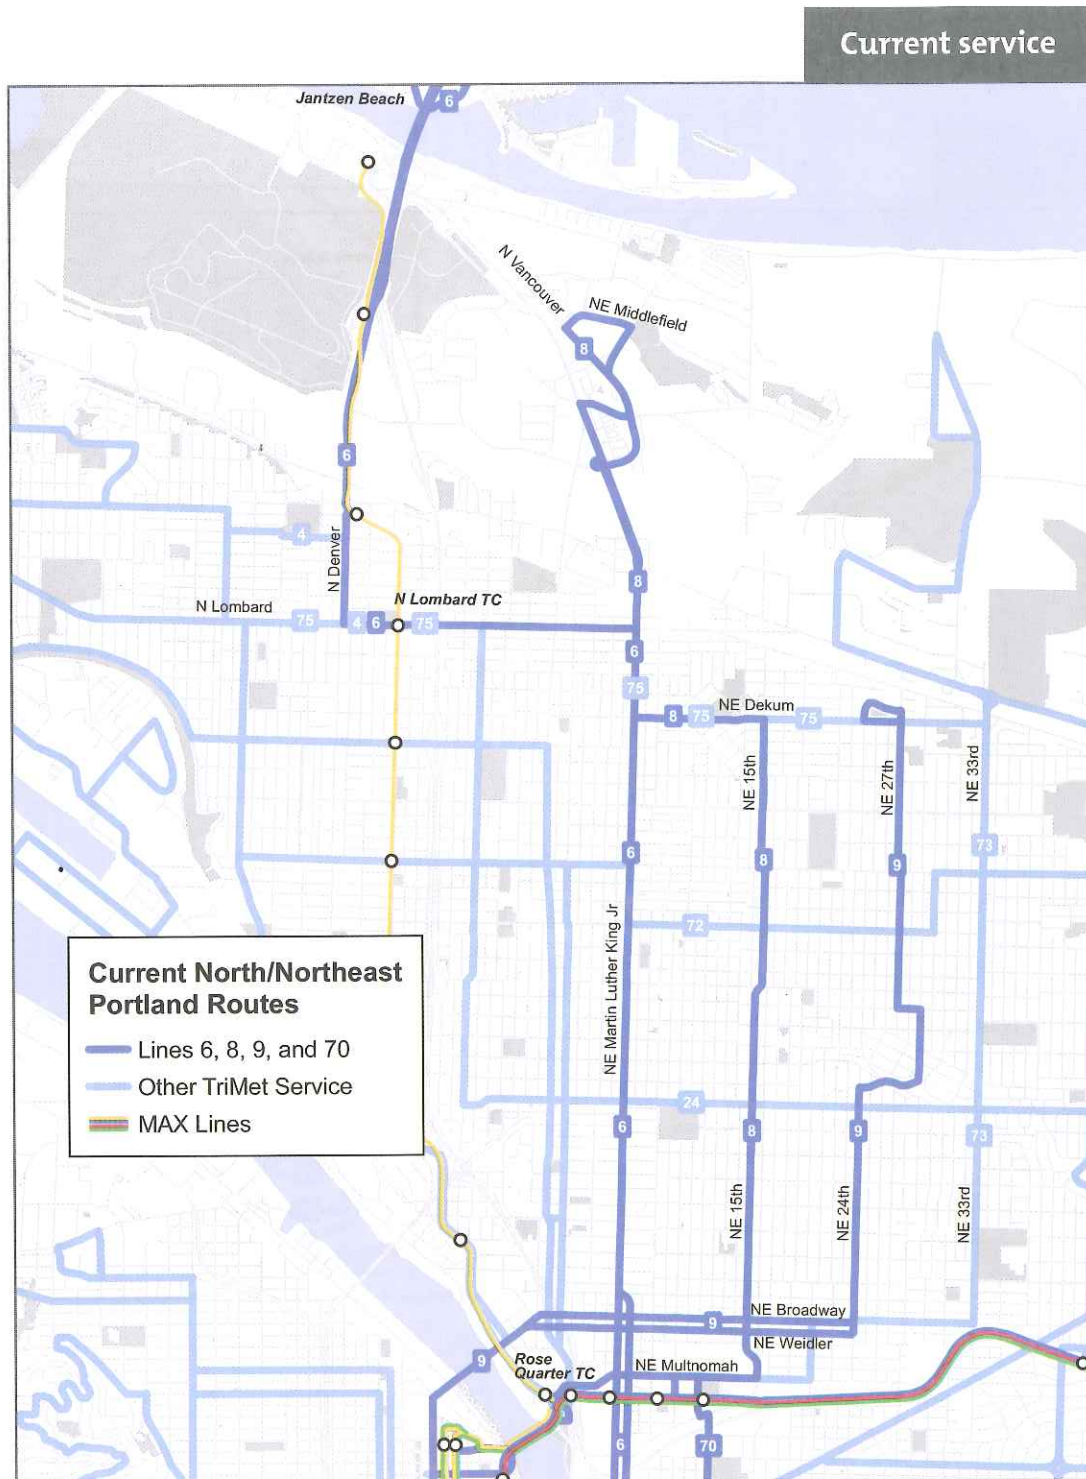 Current service
Jantzen Beach
6
N Vancouver
NE Middlefield
8
6
4
N Denver
8
N Lombard TC
N Lombard
75
4
6
75
6
75
8
75
NE Dekum
75
NE 15th
NE 27th
NE 33rd
6
8
9
73
72
NE Martin Luther King Jr
Current North/Northeast
Portland Routes
Lines 6, 8, 9, and 70
Other TriMet Service
MAX Lines
24
6
8
9
73
NE 15th
NE 24th
NE 33rd
NE Broadway
9
NE Weidler
9
Rose
Quarter TC
NE Multnomah
6
70